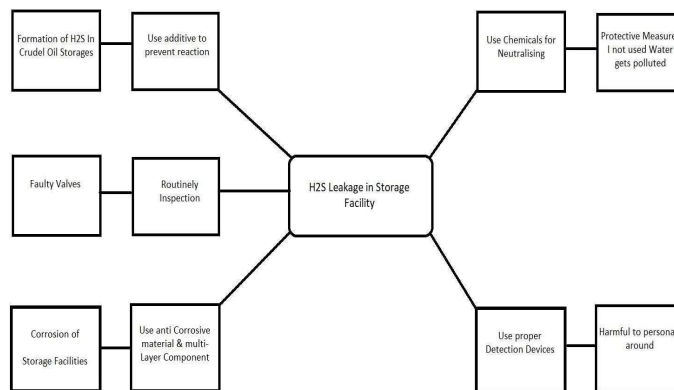 Formation of H2S In
Crudel Oil Storages
Use additive to
prevent reaction
Use Chemicals for
Neutralising
Protective Measure
I not used Water
gets polluted
Faulty Valves
Routinely
Inspection
H2S Leakage in Storage
Facility
Corrosion of
Storage Facilities
Use anti Corrosive
material & multi-
Layer Component
Use proper
Detection Devices
Harmful to persona
around